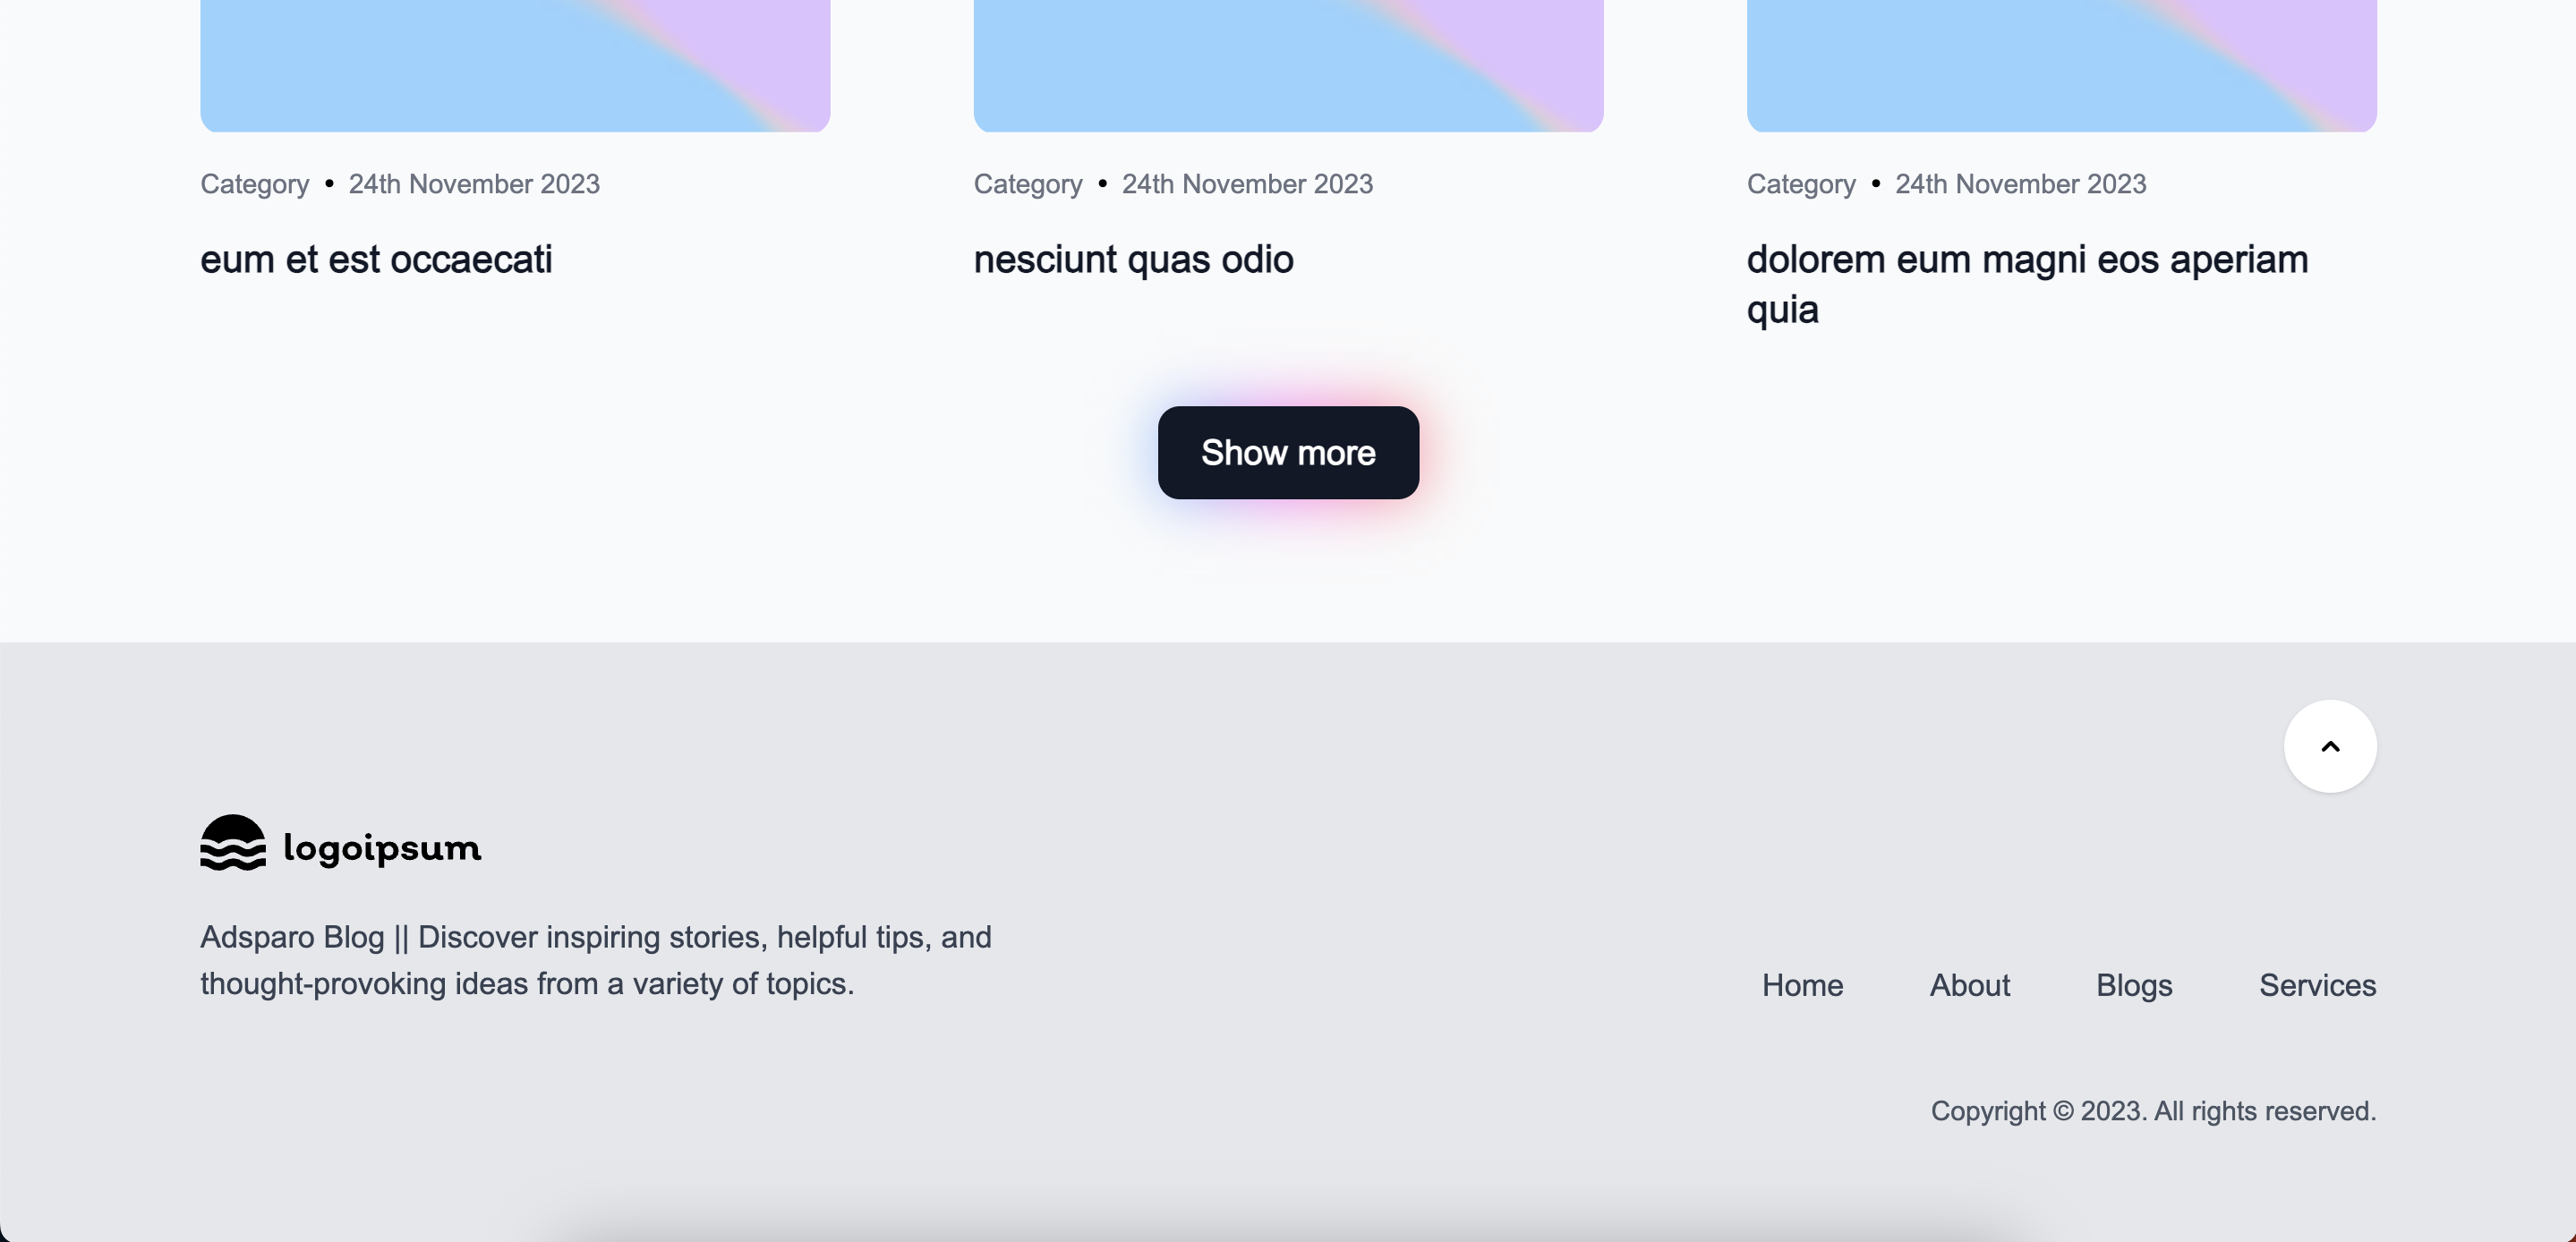 Category • 24th November 2023
eum et est occaecati
Category • 24th November 2023
nesciunt quas odio
Category • 24th November 2023
dolorem eum magni eos aperiam
quia
Show more
logoipsum
Adsparo Blog || Discover inspiring stories, helpful tips, and
thought-provoking ideas from a variety of topics.
Home About Blogs Services
Copyright © 2023. All rights reserved.